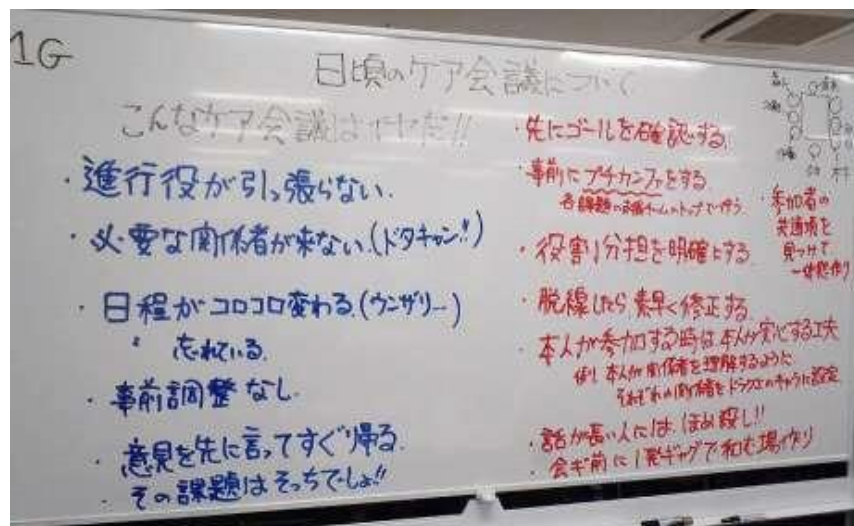 1G
日頃のケア会議について
こんなケア会議はイヤだ!!
・進行役が引っ張らない.
・必要な関係者が来ない(ドタキャン!!)
・日程がコロコロ変わる.(ウンザリー)
〃 忘れている.
・事前調整なし.
・意見を先に言ってすぐ帰る.
・その課題はそっちでしょ!!
・先にゴールを確認する.
・事前にプチカンファをする
各課題の チームのトップで行う
・役割分担を明確にする
・脱線したら素早く修正する
・本人が参加する時は本人が する工夫
例) 本人が関係者を理解するように
それぞれの関係者をドラクエのキャラに設定
・話が長い人には、ほめ殺し!!
・会ギ前に1発ギャグで和む場作り
・参加者の
共通項を
見つけて
一体感作り